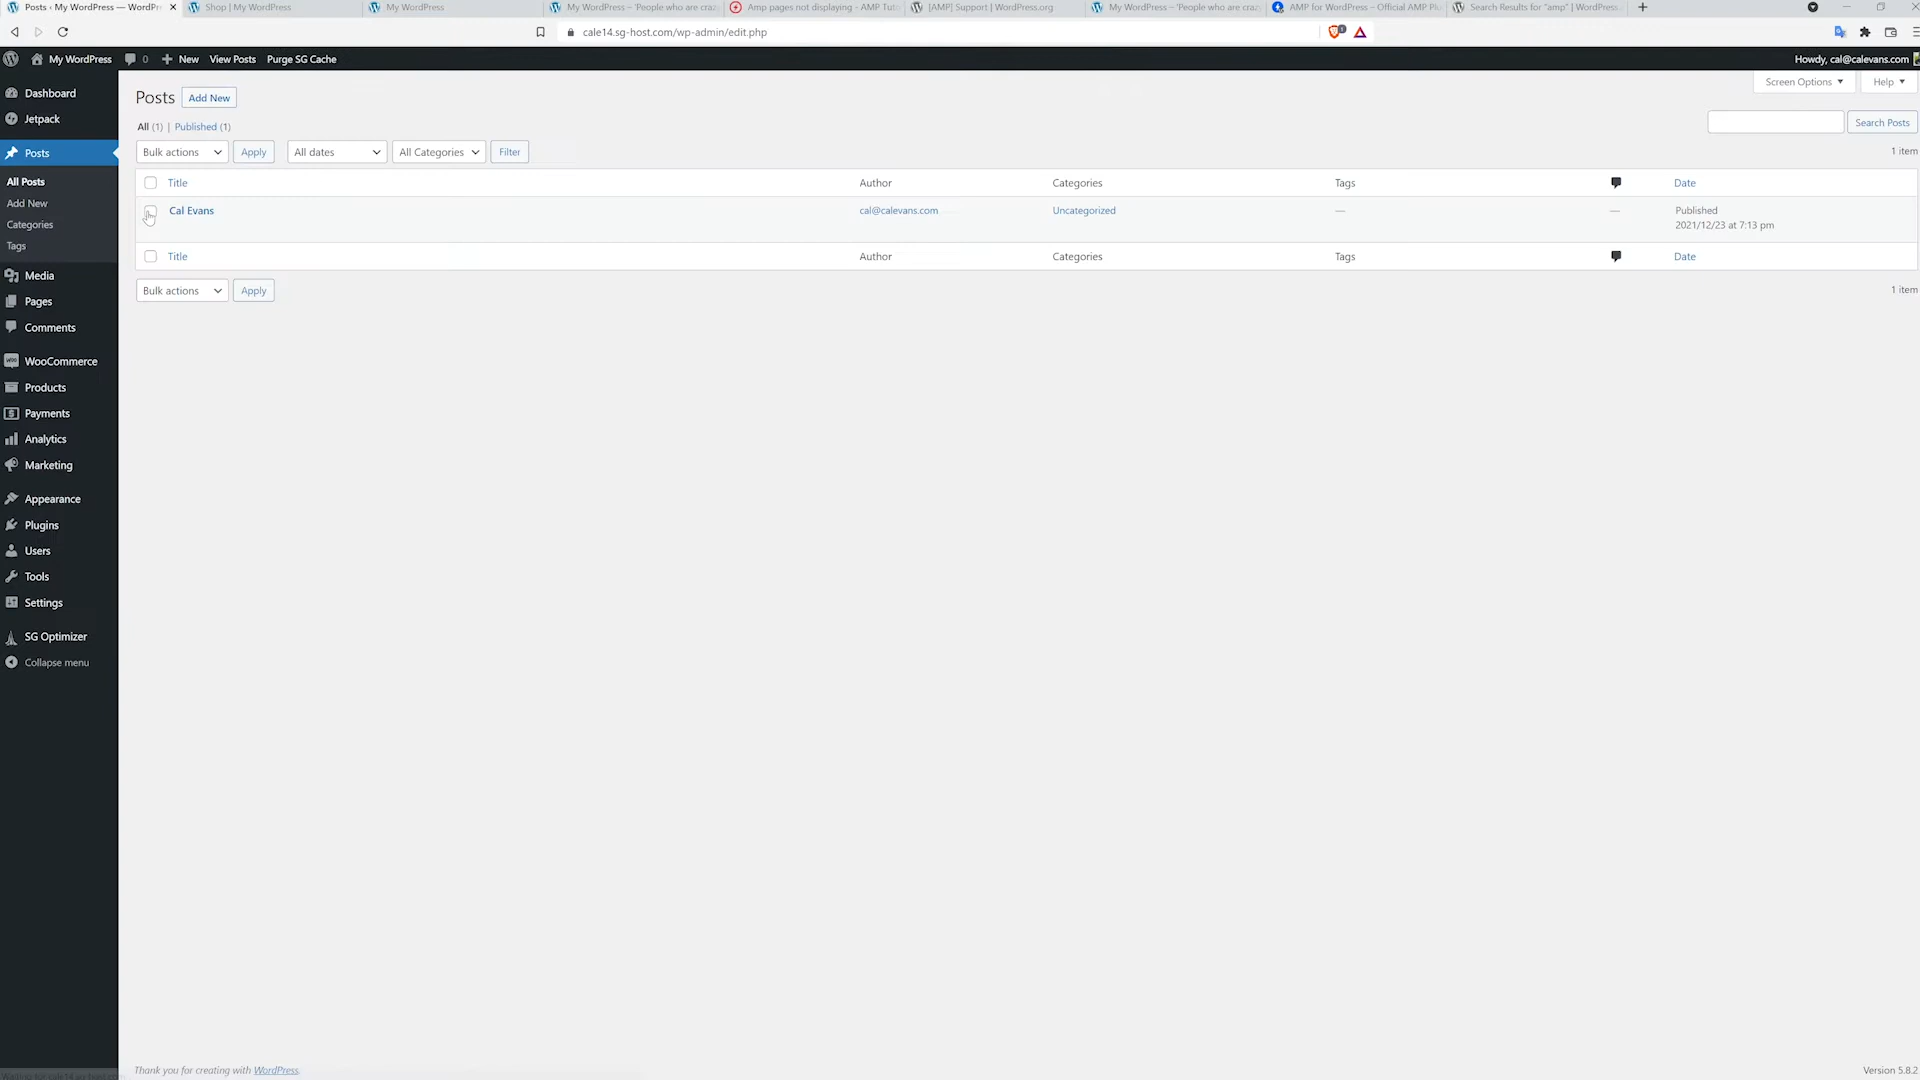 Posts ‹ My WordPress — WordPr
Shop | My WordPress
My WordPress
My WordPress – 'People who are craz
Amp pages not displaying - AMP Tut
[AMP] Support | WordPress.org
My WordPress – 'People who are craz
AMP for WordPress – Official AMP Plu
Search Results for "amp" | WordPress
cale14.sg-host.com/wp-admin/edit.php
My WordPress
0
New
View Posts
Purge SG Cache
Howdy, cal@calevans.com
Screen Options
Help
Posts
Add New
All (1) | Published (1)
Search Posts
Bulk actions
Apply
All dates
All Categories
Filter
1 item
Title
Author
Categories
Tags
Date
Cal Evans
cal@calevans.com
Uncategorized
—
—
Published
2021/12/23 at 7:13 pm
Title
Author
Categories
Tags
Date
Bulk actions
Apply
1 item
Dashboard
Jetpack
Posts
All Posts
Add New
Categories
Tags
Media
Pages
Comments
WooCommerce
Products
Payments
Analytics
Marketing
Appearance
Plugins
Users
Tools
Settings
SG Optimizer
Collapse menu
Thank you for creating with WordPress.
Version 5.8.2